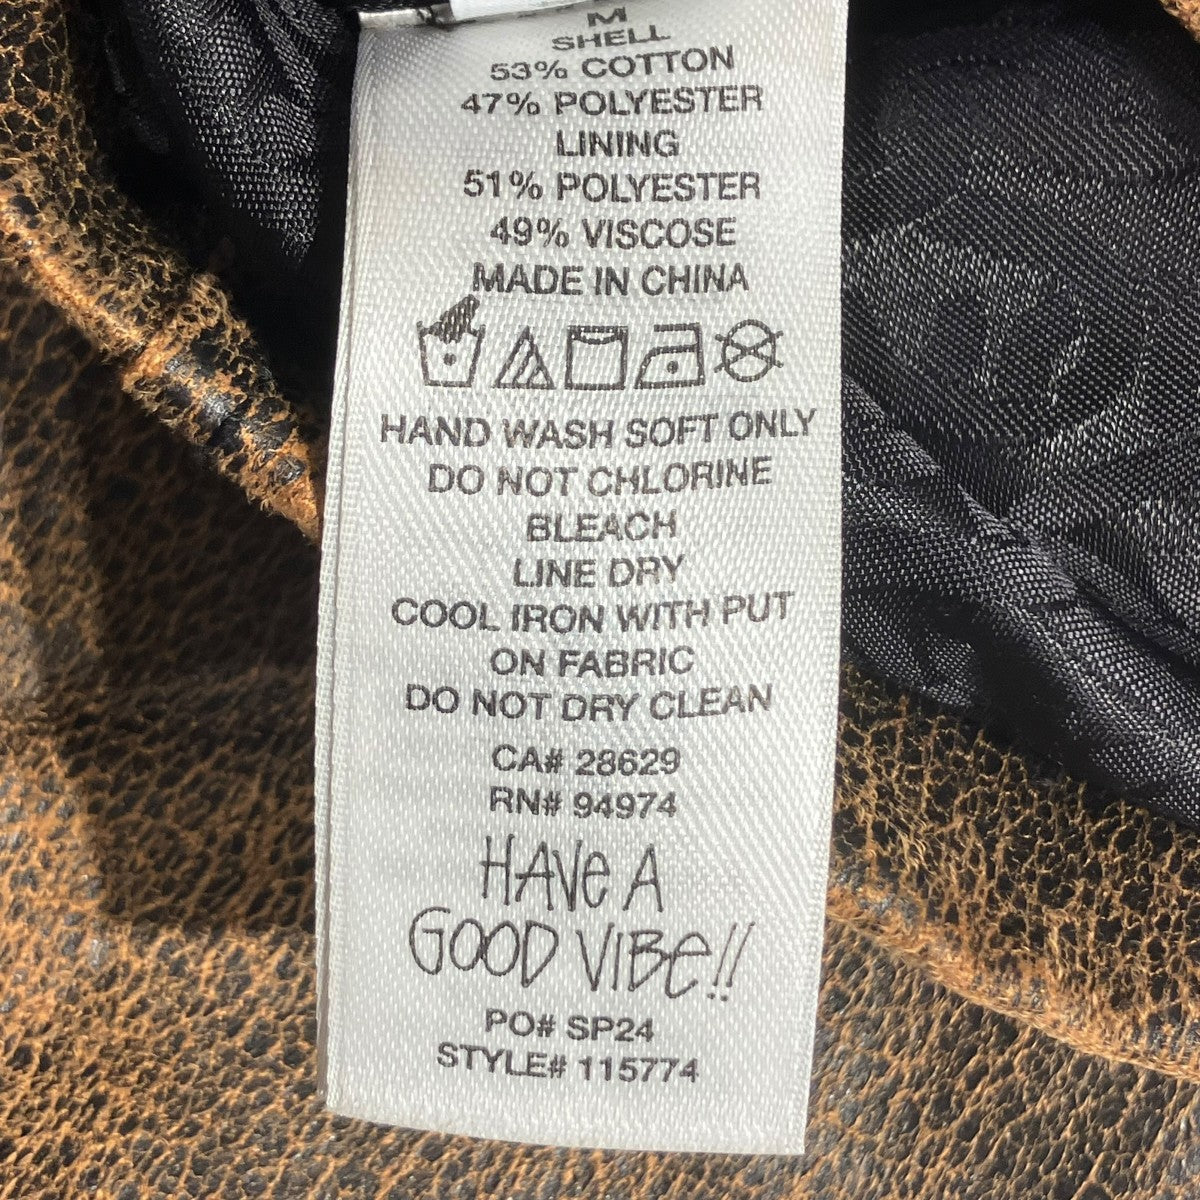 M
SHELL
53% COTTON
47% POLYESTER
LINING
51% POLYESTER
49% VISCOSE
MADE IN CHINA
HAND WASH SOFT ONLY
DO NOT CHLORINE
BLEACH
LINE DRY
COOL IRON WITH PUT
ON FABRIC
DO NOT DRY CLEAN
CA# 28629
RN# 94974
HAVE A
GOOD VIBE!!
PO# SP24
STYLE# 115774